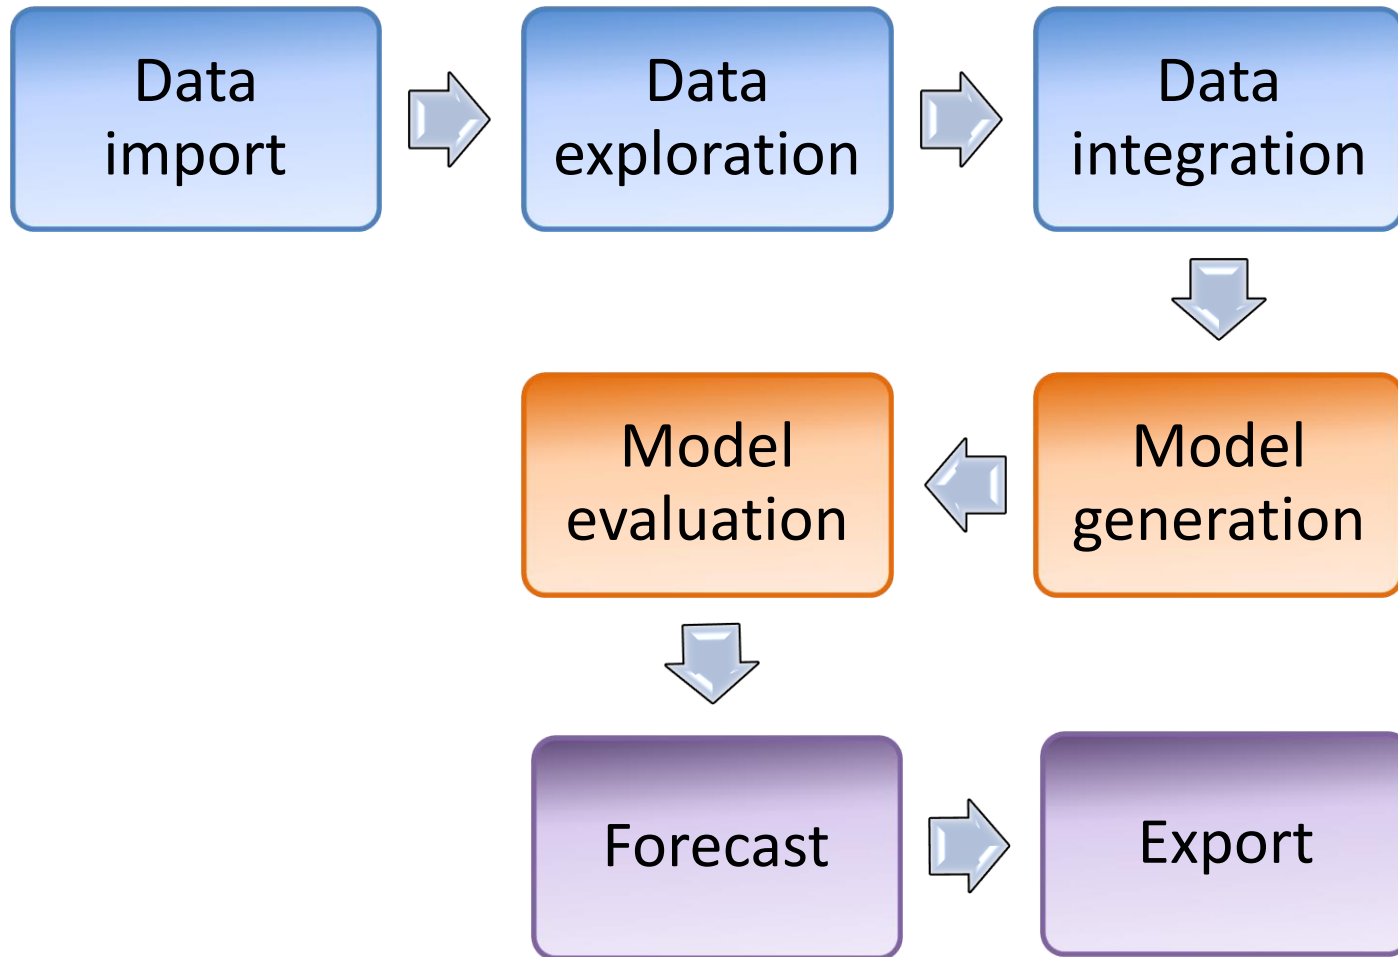 Data
import
Data
exploration
Data
integration
Model
evaluation
Model
generation
Forecast
Export